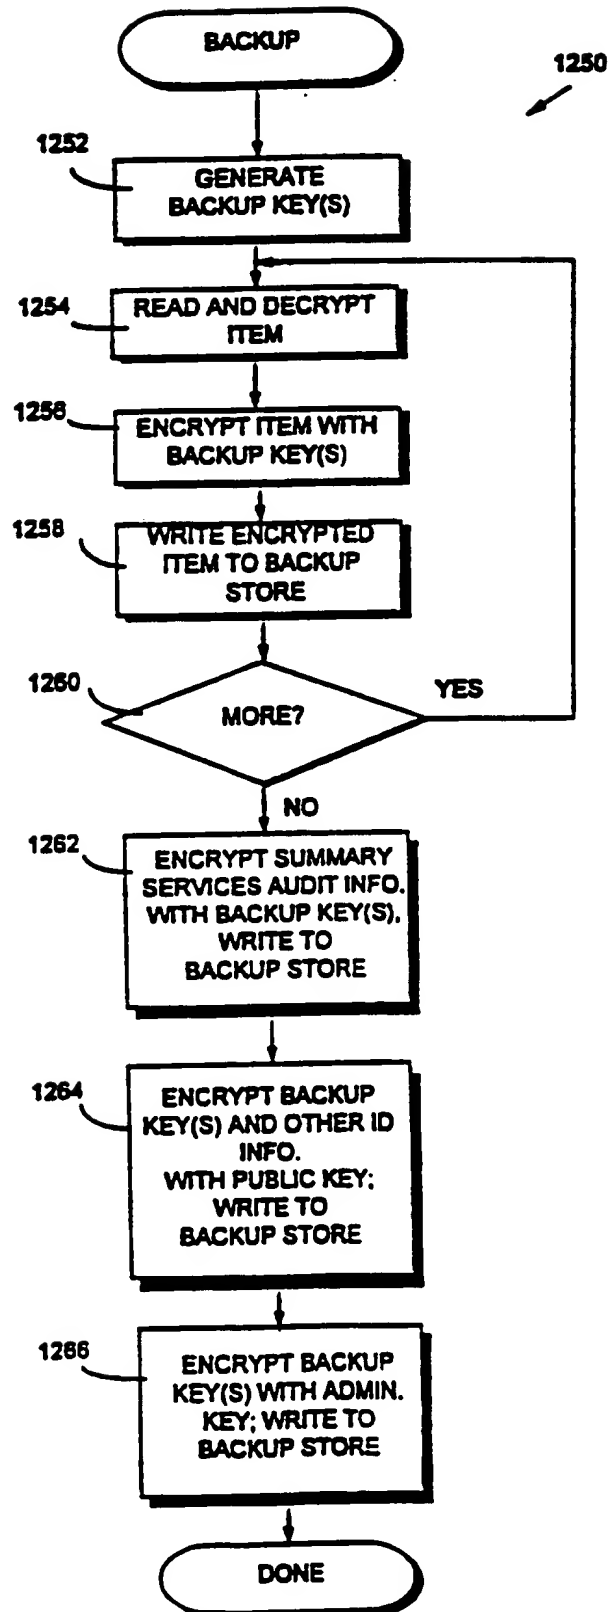 BACKUP
1250
1252
GENERATE
BACKUP KEY(S)
1254
READ AND DECRYPT
ITEM
1256
ENCRYPT ITEM WITH
BACKUP KEY(S)
1258
WRITE ENCRYPTED
ITEM TO BACKUP
STORE
1260
MORE?
YES
NO
1262
ENCRYPT SUMMARY
SERVICES AUDIT INFO.
WITH BACKUP KEY(S),
WRITE TO
BACKUP STORE
1264
ENCRYPT BACKUP
KEY(S) AND OTHER ID
INFO.
WITH PUBLIC KEY;
WRITE TO
BACKUP STORE
1266
ENCRYPT BACKUP
KEY(S) WITH ADMIN.
KEY; WRITE TO
BACKUP STORE
DONE